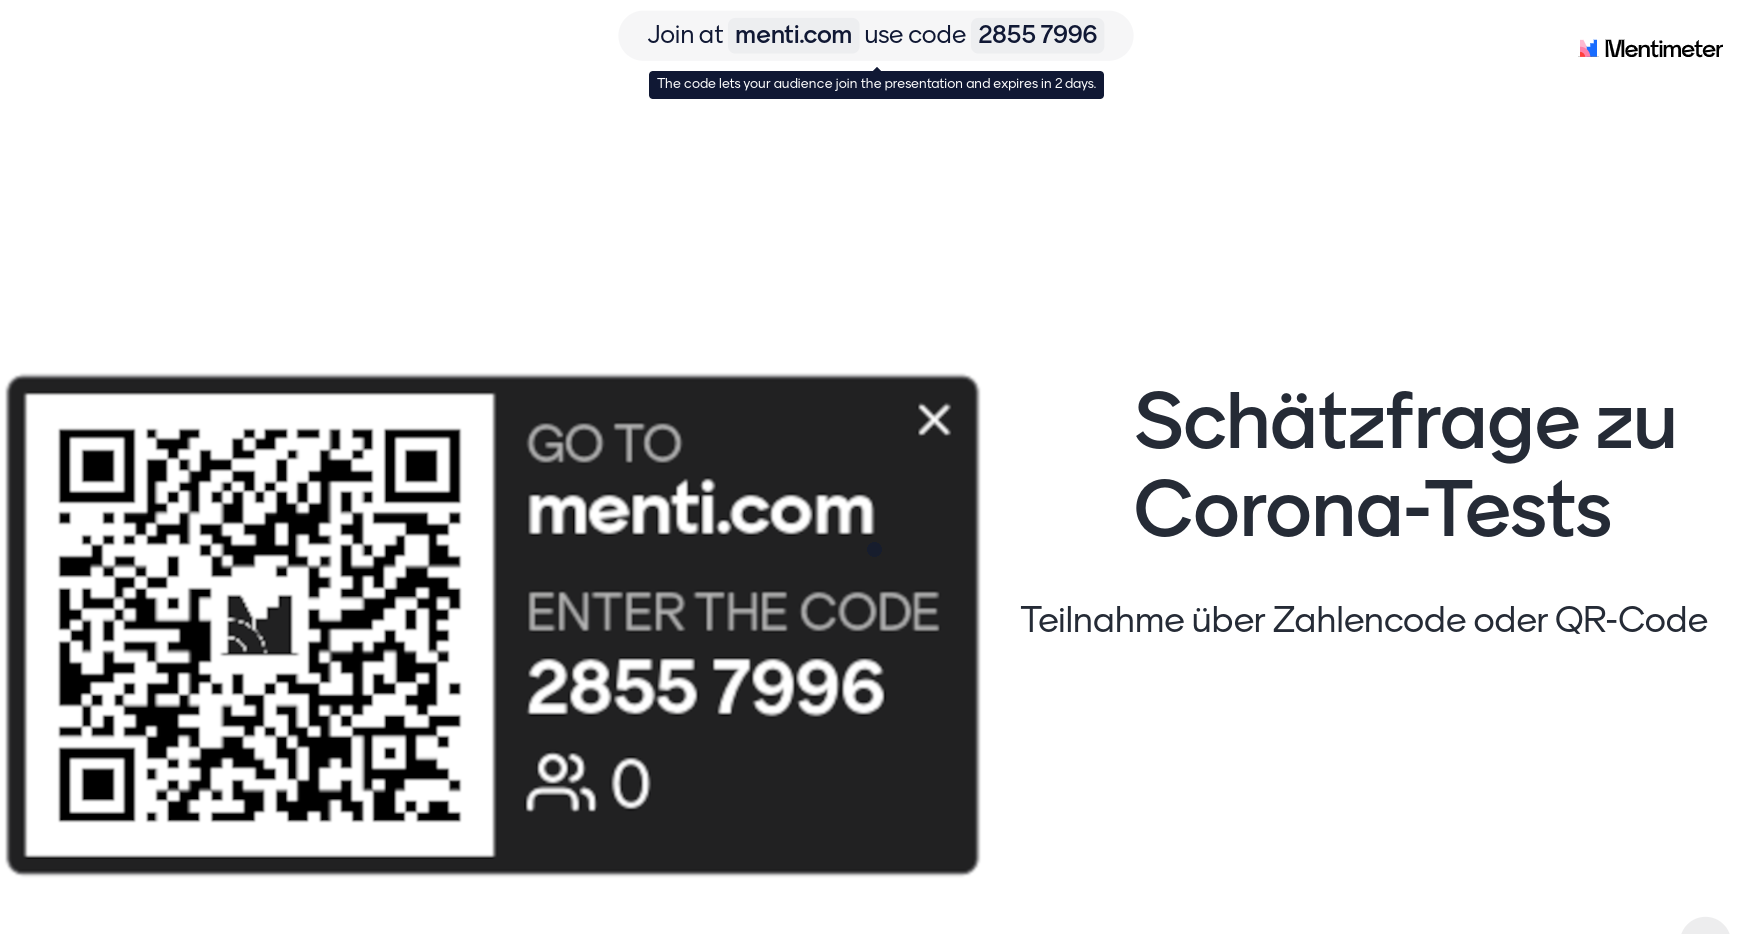 Join at menti.com use code 2855 7996
The code lets your audience join the presentation and expires in 2 days.
Mentimeter
GO TO
menti.com
ENTER THE CODE
2855 7996
0
Schätzfrage zu
Corona-Tests
Teilnahme über Zahlencode oder QR-Code